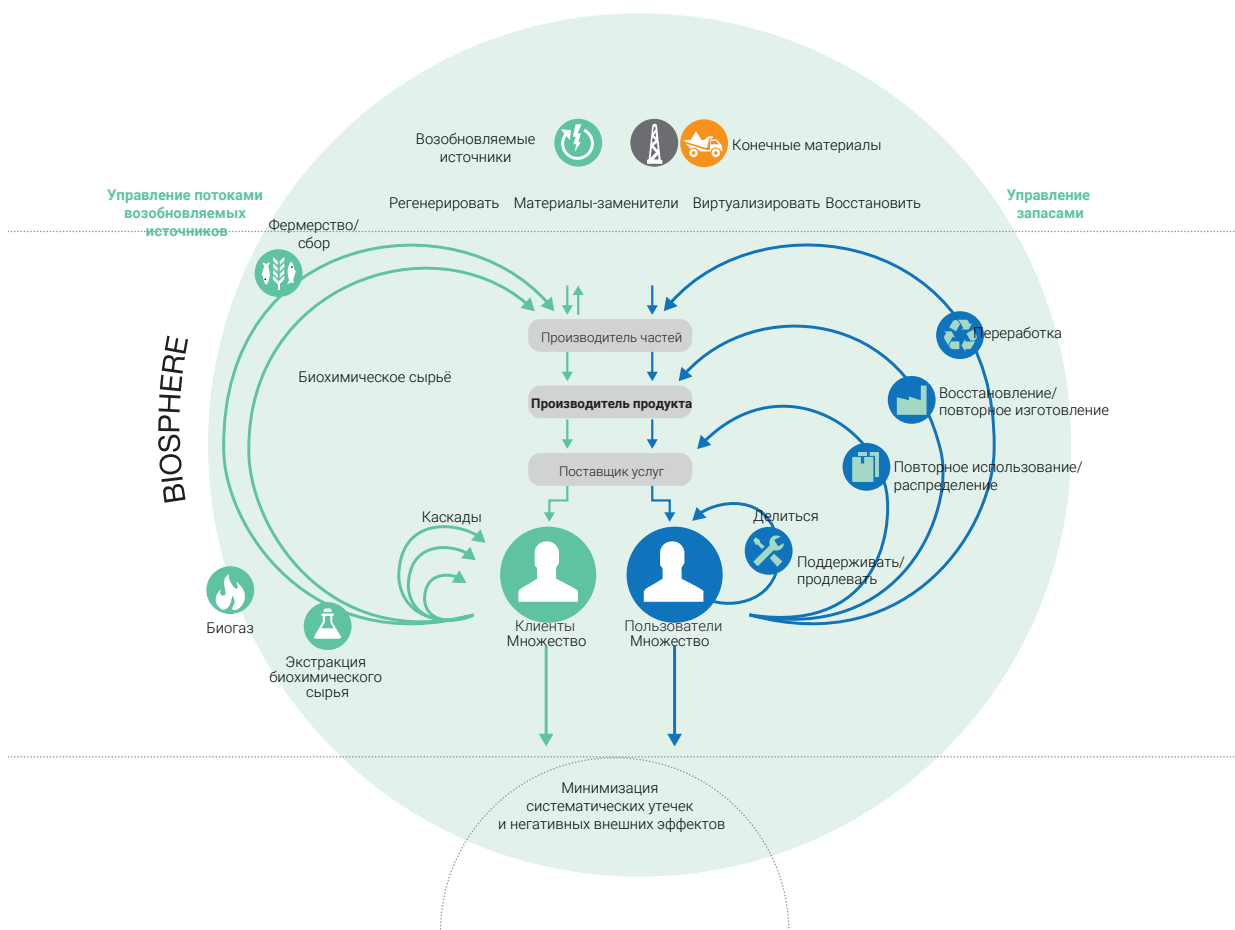 Возобновляемые
источники
Конечные материалы
Управление потоками
возобновляемых
источников
Управление
запасами
Регенерировать
Материалы-заменители
Виртуализировать
Восстановить
Фермерство/
сбор
BIOSPHERE
Производитель частей
Переработка
Биохимическое сырьё
Производитель продукта
Восстановление/
повторное изготовление
Поставщик услуг
Повторное использование/
распределение
Каскады
Делиться
Поддерживать/
продлевать
Биогаз
Экстракция
биохимического
сырья
Клиенты
Множество
Пользователи
Множество
Минимизация
систематических утечек
и негативных внешних эффектов